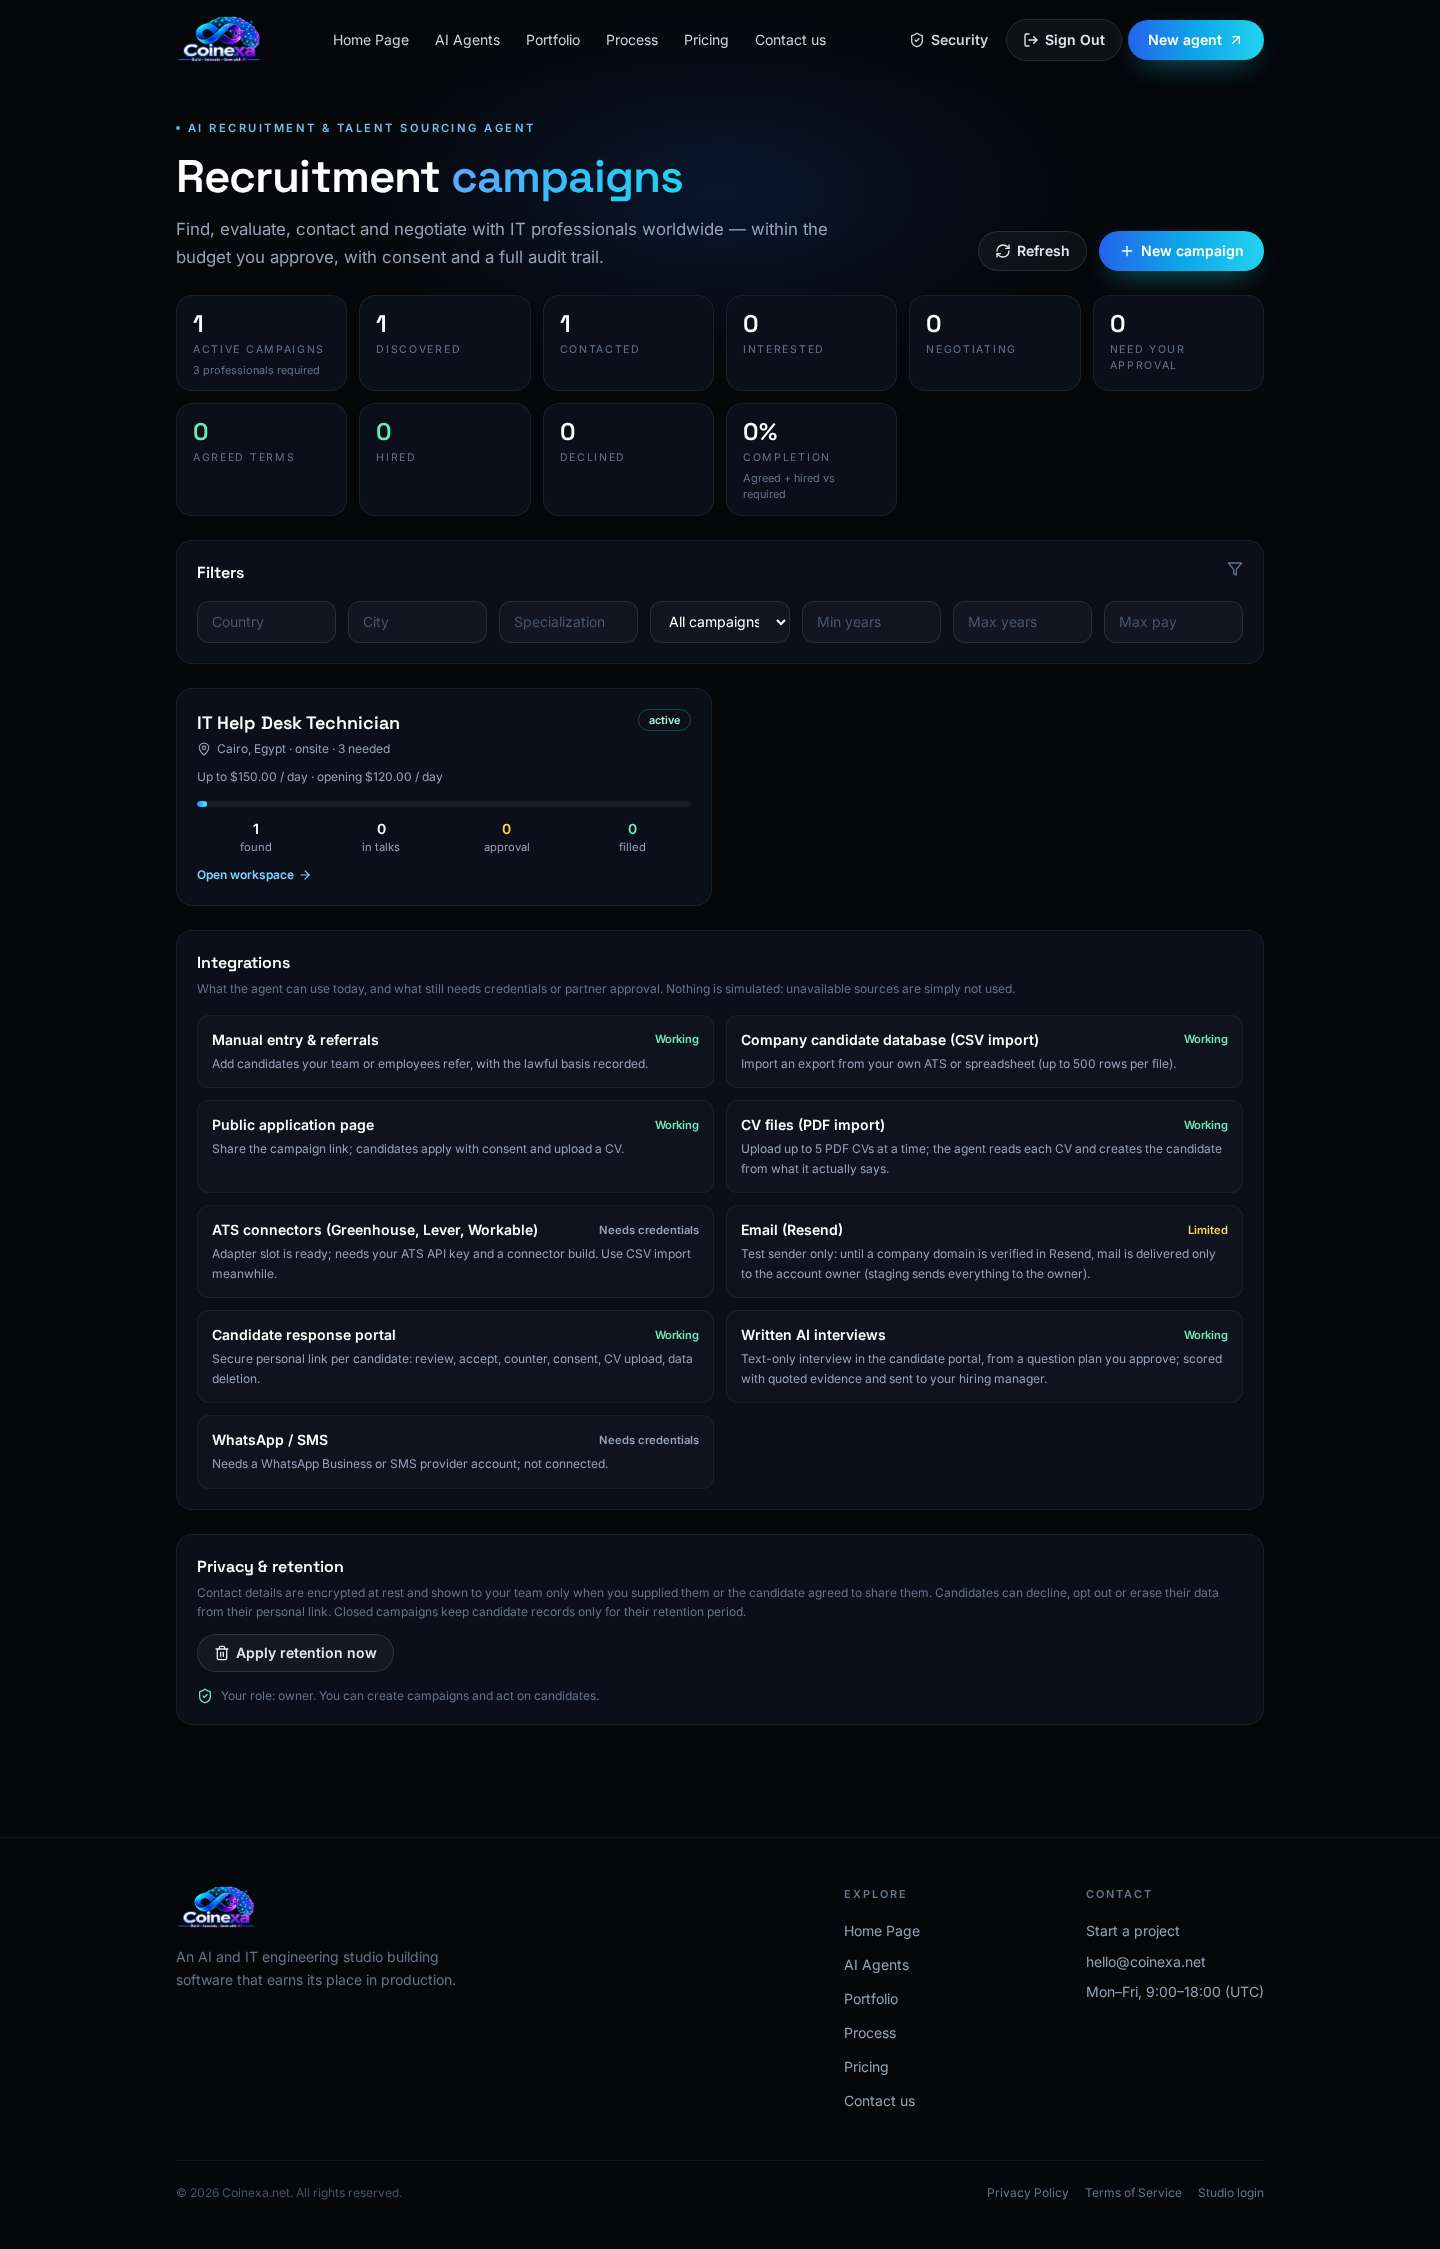 Coinexa
Home Page
AI Agents
Portfolio
Process
Pricing
Contact us
Security
Sign Out
New agent
AI RECRUITMENT & TALENT SOURCING AGENT
Recruitment campaigns
Find, evaluate, contact and negotiate with IT professionals worldwide — within the
budget you approve, with consent and a full audit trail.
Refresh
New campaign
1
ACTIVE CAMPAIGNS
3 professionals required
1
DISCOVERED
1
CONTACTED
0
INTERESTED
0
NEGOTIATING
0
NEED YOUR
APPROVAL
0
AGREED TERMS
0
HIRED
0
DECLINED
0%
COMPLETION
Agreed + hired vs
required
Filters
Country
City
Specialization
All campaigns
Min years
Max years
Max pay
IT Help Desk Technician
active
Cairo, Egypt · onsite · 3 needed
Up to $150.00 / day · opening $120.00 / day
1
found
0
in talks
0
approval
0
filled
Open workspace
Integrations
What the agent can use today, and what still needs credentials or partner approval. Nothing is simulated: unavailable sources are simply not used.
Manual entry & referrals
Working
Add candidates your team or employees refer, with the lawful basis recorded.
Company candidate database (CSV import)
Working
Import an export from your own ATS or spreadsheet (up to 500 rows per file).
Public application page
Working
Share the campaign link; candidates apply with consent and upload a CV.
CV files (PDF import)
Working
Upload up to 5 PDF CVs at a time; the agent reads each CV and creates the candidate
from what it actually says.
ATS connectors (Greenhouse, Lever, Workable)
Needs credentials
Adapter slot is ready; needs your ATS API key and a connector build. Use CSV import
meanwhile.
Email (Resend)
Limited
Test sender only: until a company domain is verified in Resend, mail is delivered only
to the account owner (staging sends everything to the owner).
Candidate response portal
Working
Secure personal link per candidate: review, accept, counter, consent, CV upload, data
deletion.
Written AI interviews
Working
Text-only interview in the candidate portal, from a question plan you approve; scored
with quoted evidence and sent to your hiring manager.
WhatsApp / SMS
Needs credentials
Needs a WhatsApp Business or SMS provider account; not connected.
Privacy & retention
Contact details are encrypted at rest and shown to your team only when you supplied them or the candidate agreed to share them. Candidates can decline, opt out or erase their data
from their personal link. Closed campaigns keep candidate records only for their retention period.
Apply retention now
Your role: owner. You can create campaigns and act on candidates.
Coinexa
An AI and IT engineering studio building
software that earns its place in production.
EXPLORE
Home Page
AI Agents
Portfolio
Process
Pricing
Contact us
CONTACT
Start a project
hello@coinexa.net
Mon–Fri, 9:00–18:00 (UTC)
© 2026 Coinexa.net. All rights reserved.
Privacy Policy
Terms of Service
Studio login